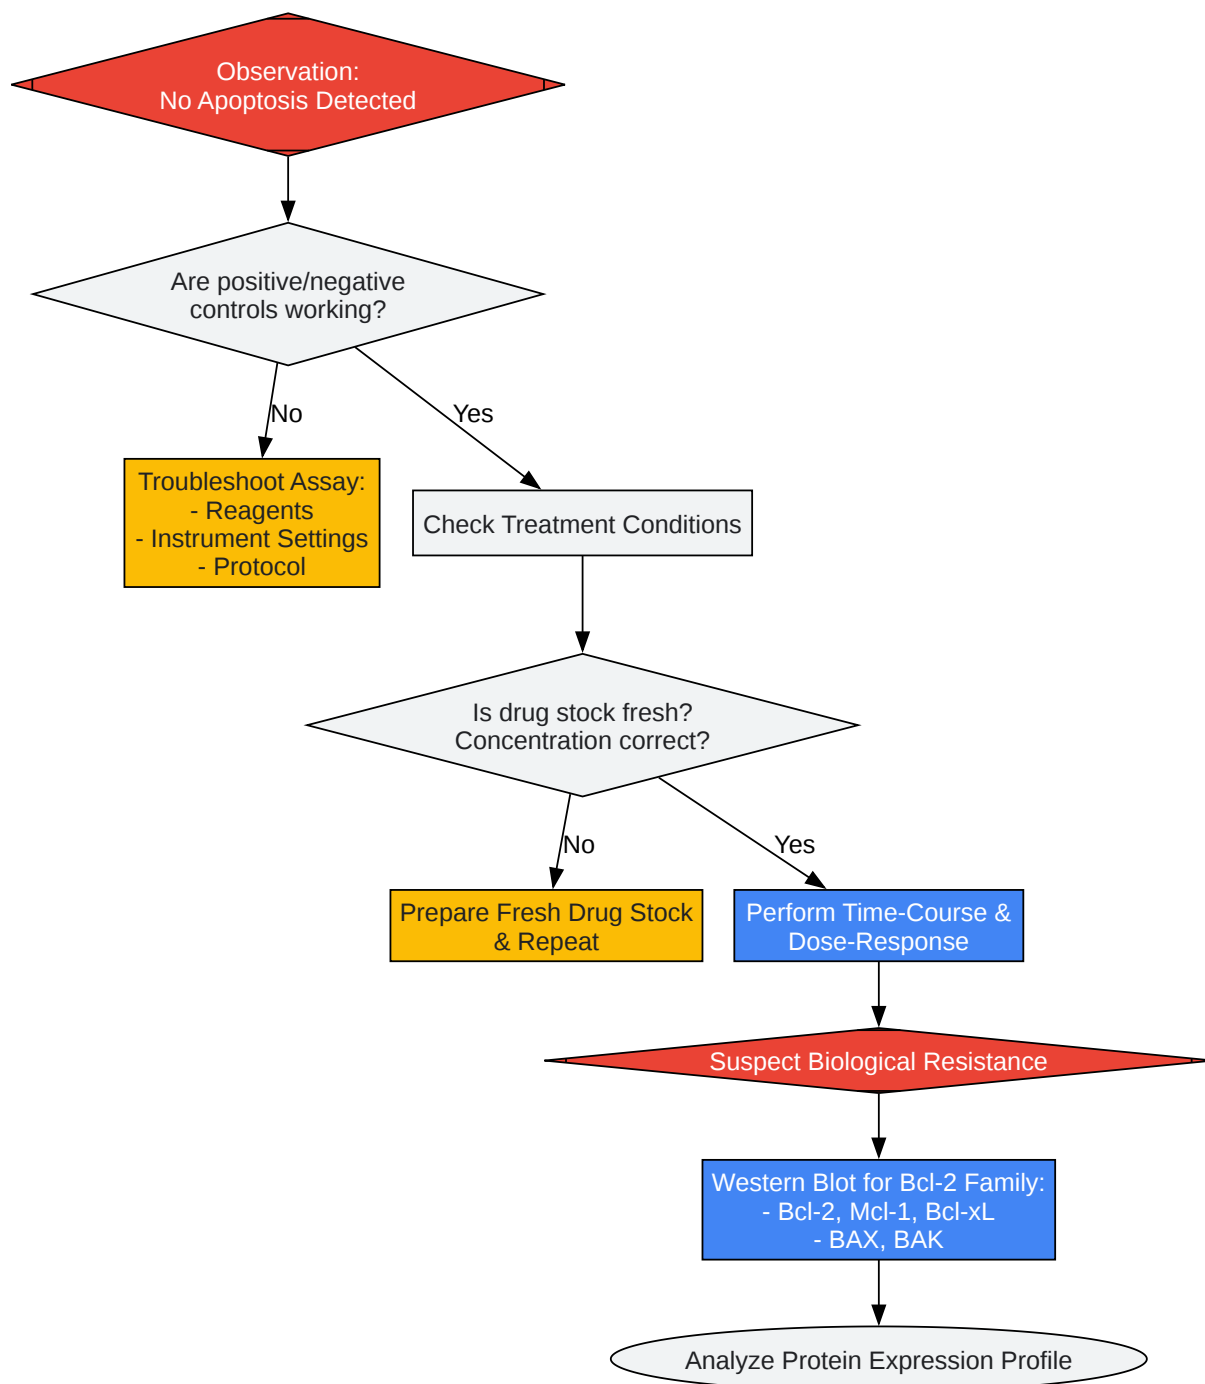 Observation:
No Apoptosis Detected
Are positive/negative
controls working?
No
Yes
Troubleshoot Assay:
- Reagents
- Instrument Settings
- Protocol
Check Treatment Conditions
Is drug stock fresh?
Concentration correct?
No
Yes
Prepare Fresh Drug Stock
& Repeat
Perform Time-Course &
Dose-Response
Suspect Biological Resistance
Western Blot for Bcl-2 Family:
- Bcl-2, Mcl-1, Bcl-xL
- BAX, BAK
Analyze Protein Expression Profile